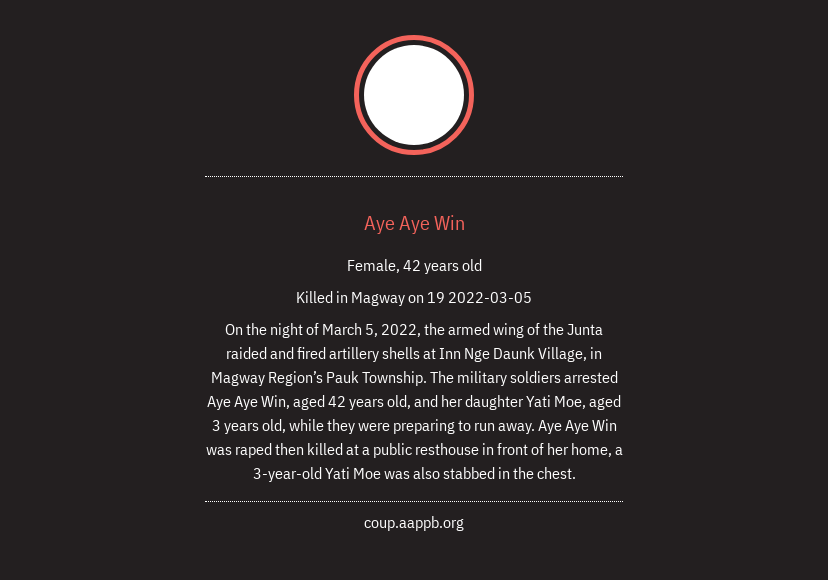 Aye Aye Win
Female, 42 years old
Killed in Magway on 19 2022-03-05
On the night of March 5, 2022, the armed wing of the Junta
raided and fired artillery shells at Inn Nge Daunk Village, in
Magway Region’s Pauk Township. The military soldiers arrested
Aye Aye Win, aged 42 years old, and her daughter Yati Moe, aged
3 years old, while they were preparing to run away. Aye Aye Win
was raped then killed at a public resthouse in front of her home, a
3-year-old Yati Moe was also stabbed in the chest.
coup.aappb.org